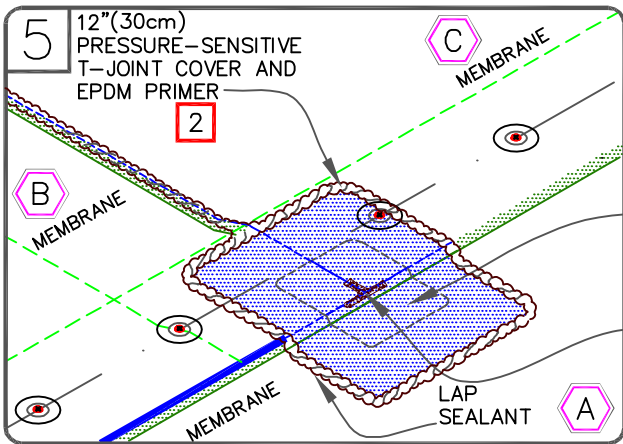 5
12"(30cm)
PRESSURE-SENSITIVE
T-JOINT COVER AND
EPDM PRIMER
2
C
MEMBRANE
B
MEMBRANE
MEMBRANE
LAP
SEALANT
A